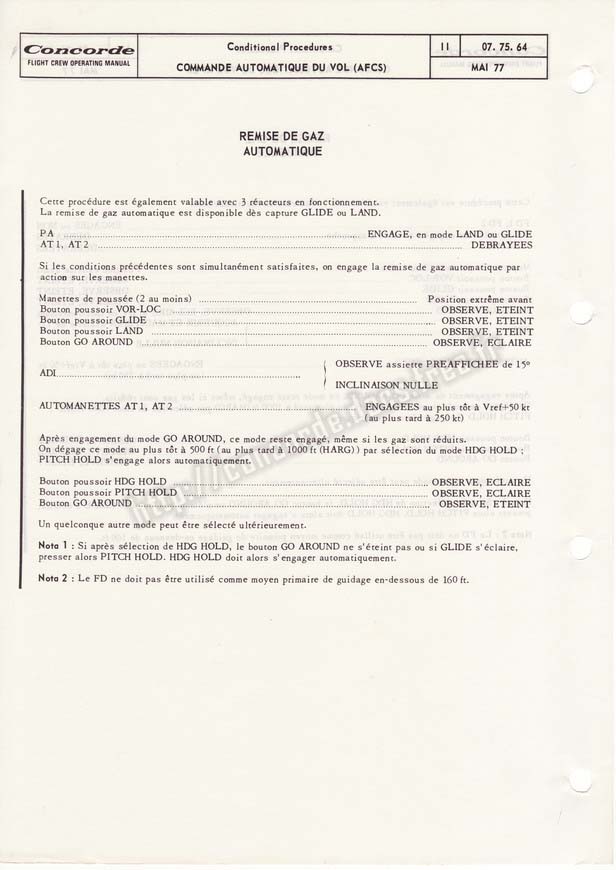 Concorde
FLIGHT CREW OPERATING MANUAL
Conditional Procedures
COMMANDE AUTOMATIQUE DU VOL (AFCS)
11
07. 75. 64
MAI 77
REMISE DE GAZ
AUTOMATIQUE
Cette procédure est également valable avec 3 réacteurs en fonctionnement.
La remise de gaz automatique est disponible dès capture GLIDE ou LAND.
PA ........ ENGAGE, en mode LAND ou GLIDE
AT 1, AT 2 ........ DEBRAYEES
Si les conditions précédentes sont simultanément satisfaites, on engage la remise de gaz automatique par
action sur les manettes.
Manettes de poussée (2 au moins) ........ Position extrême avant
Bouton poussoir VOR-LOC ........ OBSERVE, ETEINT
Bouton poussoir GLIDE ........ OBSERVE, ETEINT
Bouton poussoir LAND ........ OBSERVE, ETEINT
Bouton GO AROUND ........ OBSERVE, ECLAIRE
OBSERVE assiette PREAFFICHEE de 15°
ADI ........
INCLINAISON NULLE
AUTOMANETTES AT 1, AT 2 ........ ENGAGEES au plus tôt à Vref+50 kt
(au plus tard à 250 kt)
Après engagement du mode GO AROUND, ce mode reste engagé, même si les gaz sont réduits.
On dégage ce mode au plus tôt à 500 ft (au plus tard à 1000 ft (HARG)) par sélection du mode HDG HOLD ;
PITCH HOLD s'engage alors automatiquement.
Bouton poussoir HDG HOLD ........ OBSERVE, ECLAIRE
Bouton poussoir PITCH HOLD ........ OBSERVE, ECLAIRE
Bouton GO AROUND ........ OBSERVE, ETEINT
Un quelconque autre mode peut être sélecté ultérieurement.
Nota 1 : Si après sélection de HDG HOLD, le bouton GO AROUND ne s'éteint pas ou si GLIDE s'éclaire,
presser alors PITCH HOLD. HDG HOLD doit alors s'engager automatiquement.
Nota 2 : Le FD ne doit pas être utilisé comme moyen primaire de guidage en-dessous de 160 ft.